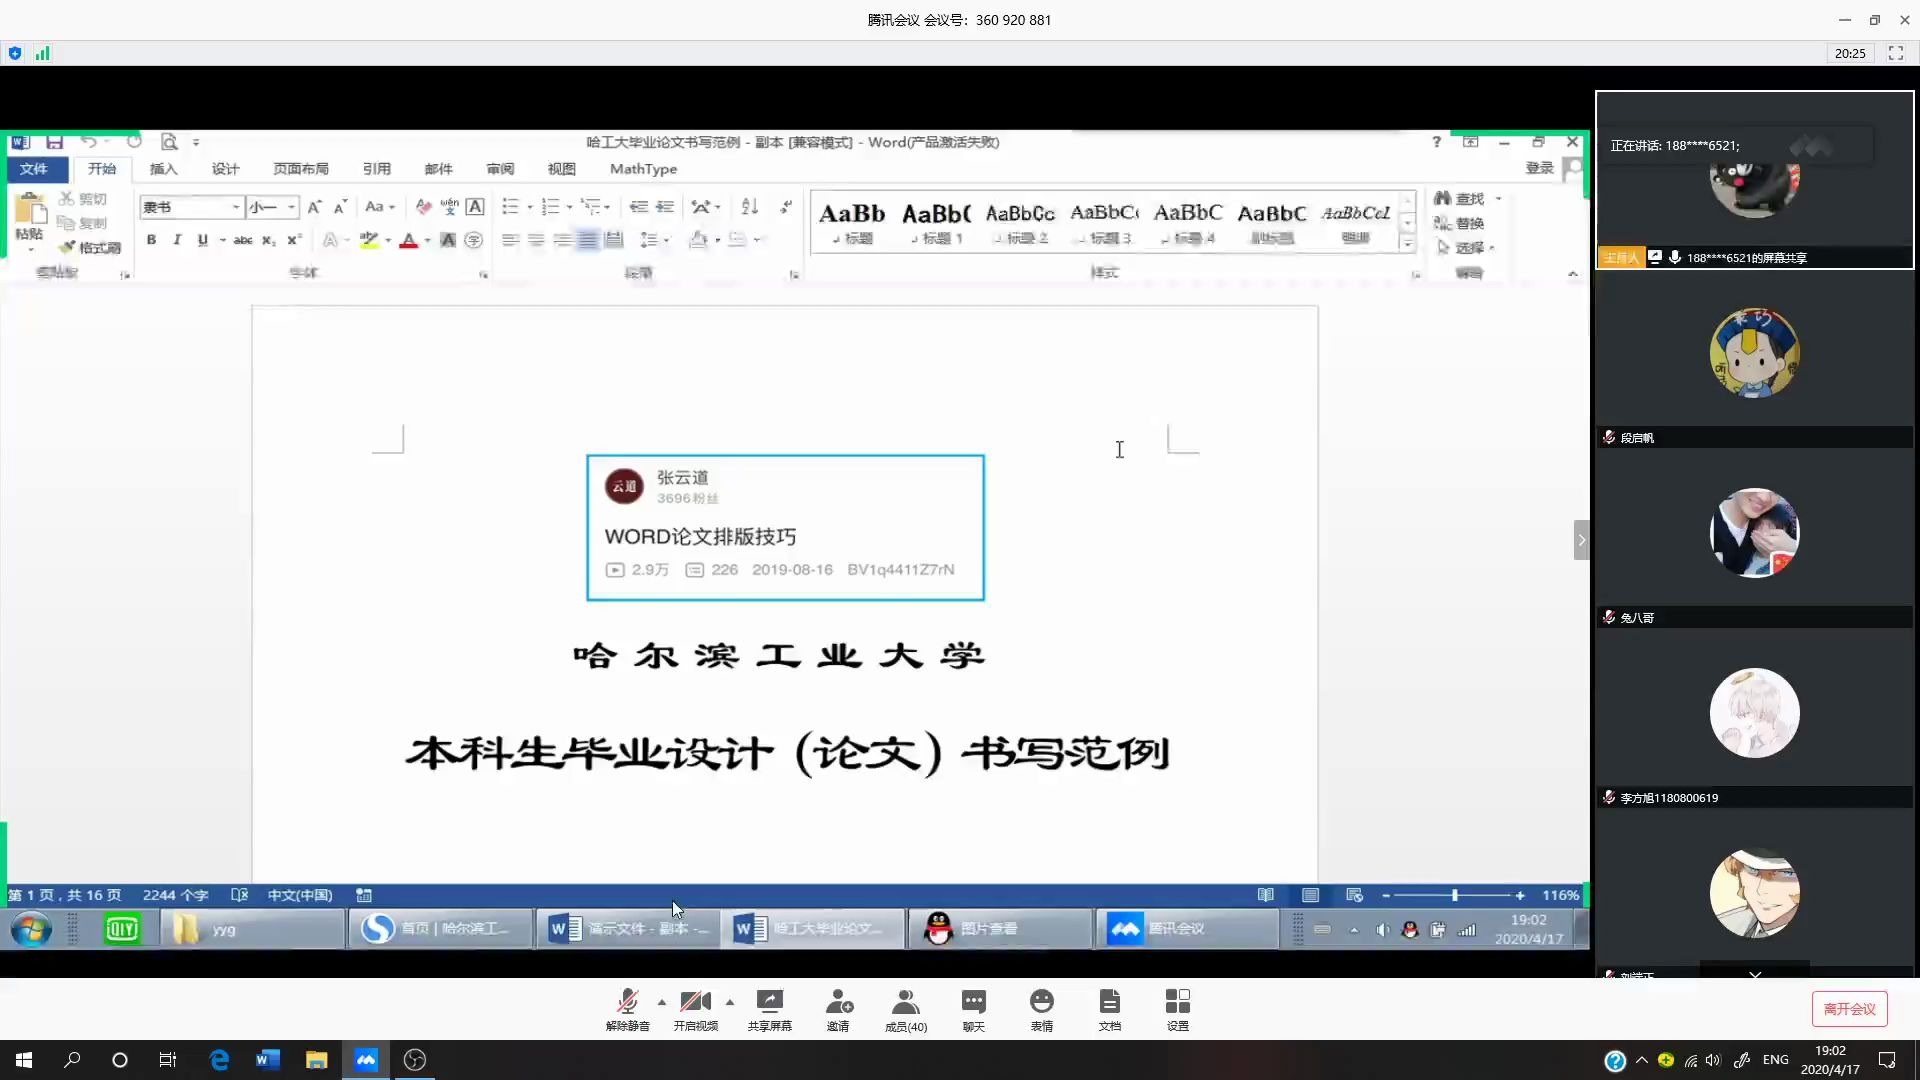 腾讯会议 会议号：360 920 881
20:25
哈工大毕业论文书写范例 - 副本 [兼容模式] - Word(产品激活失败)
文件 开始 插入 设计 页面布局 引用 邮件 审阅 视图 MathType
登录
剪切
复制
格式刷
粘贴
隶书 小一
查找
替换
选择
AaBb AaBbC AaBbCc AaBbC AaBbC AaBbC AaBbCcL
标题 标题 1 标题 2 标题 3 标题 4 副标题
字体 段落 样式
正在讲话: 188****6521;
主持人 188****6521的屏幕共享
段启帆
兔八哥
李方旭1180800619
云道 张云道
3696粉丝
WORD论文排版技巧
2.9万 226 2019-08-16 BV1q4411Z7rN
哈尔滨工业大学
本科生毕业设计（论文）书写范例
第 1 页，共 16 页 2244 个字 中文(中国)
116%
QIY yyg 首页 | 哈尔滨工... 演示文件 - 副本 -... 哈工大毕业论文... 图片查看 腾讯会议
19:02
2020/4/17
解除静音 开启视频 共享屏幕 邀请 成员(40) 聊天 表情 文档 设置
离开会议
ENG
19:02
2020/4/17